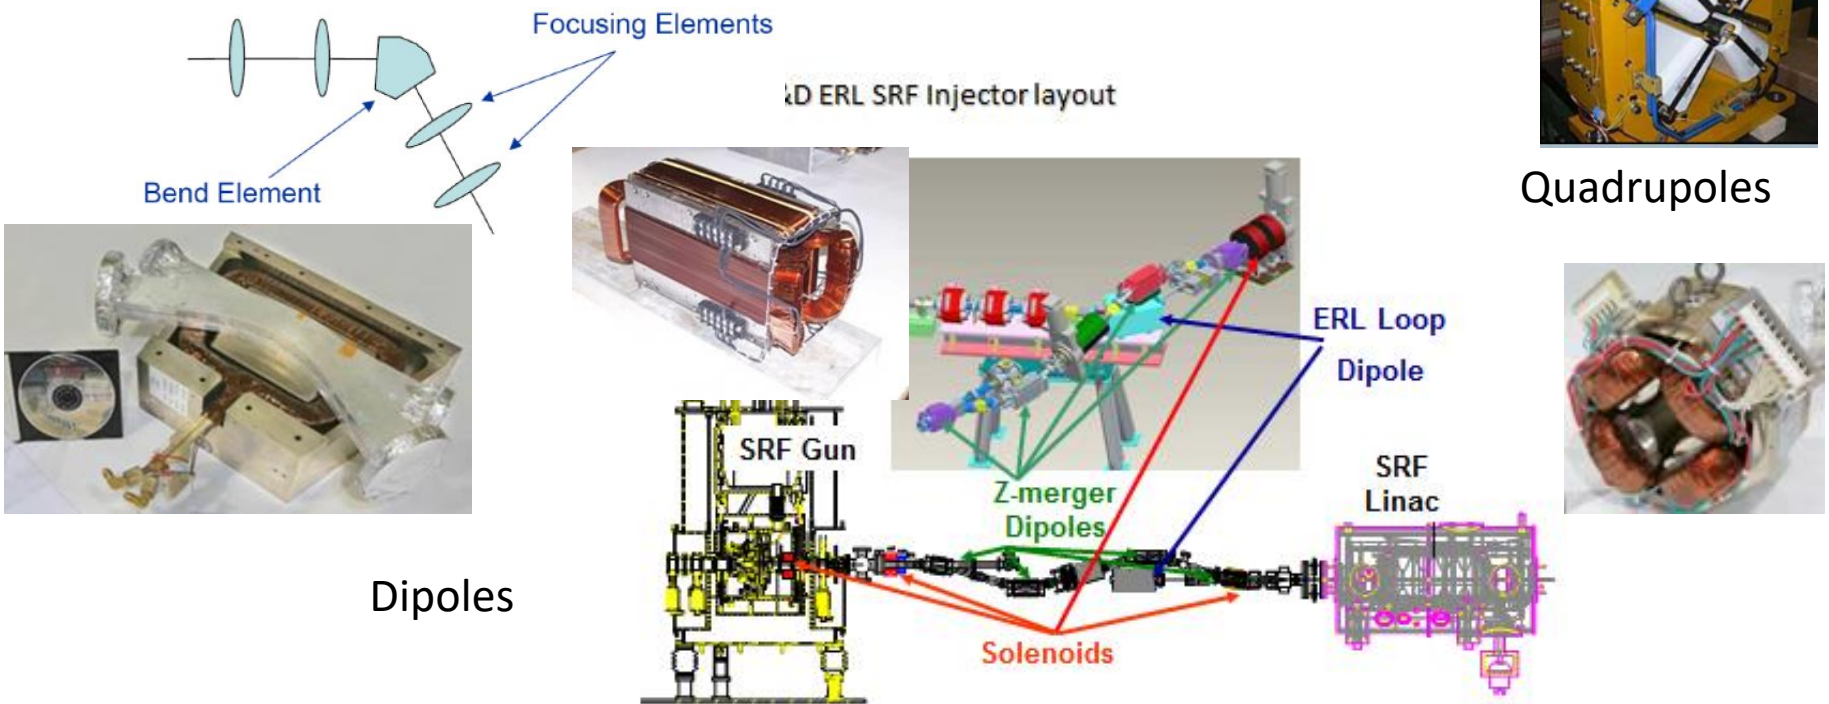 Focusing Elements
&D ERL SRF Injector layout
Bend Element
Quadrupoles
ERL Loop
Dipole
SRF Gun
Z-merger
Dipoles
SRF
Linac
Dipoles
Solenoids